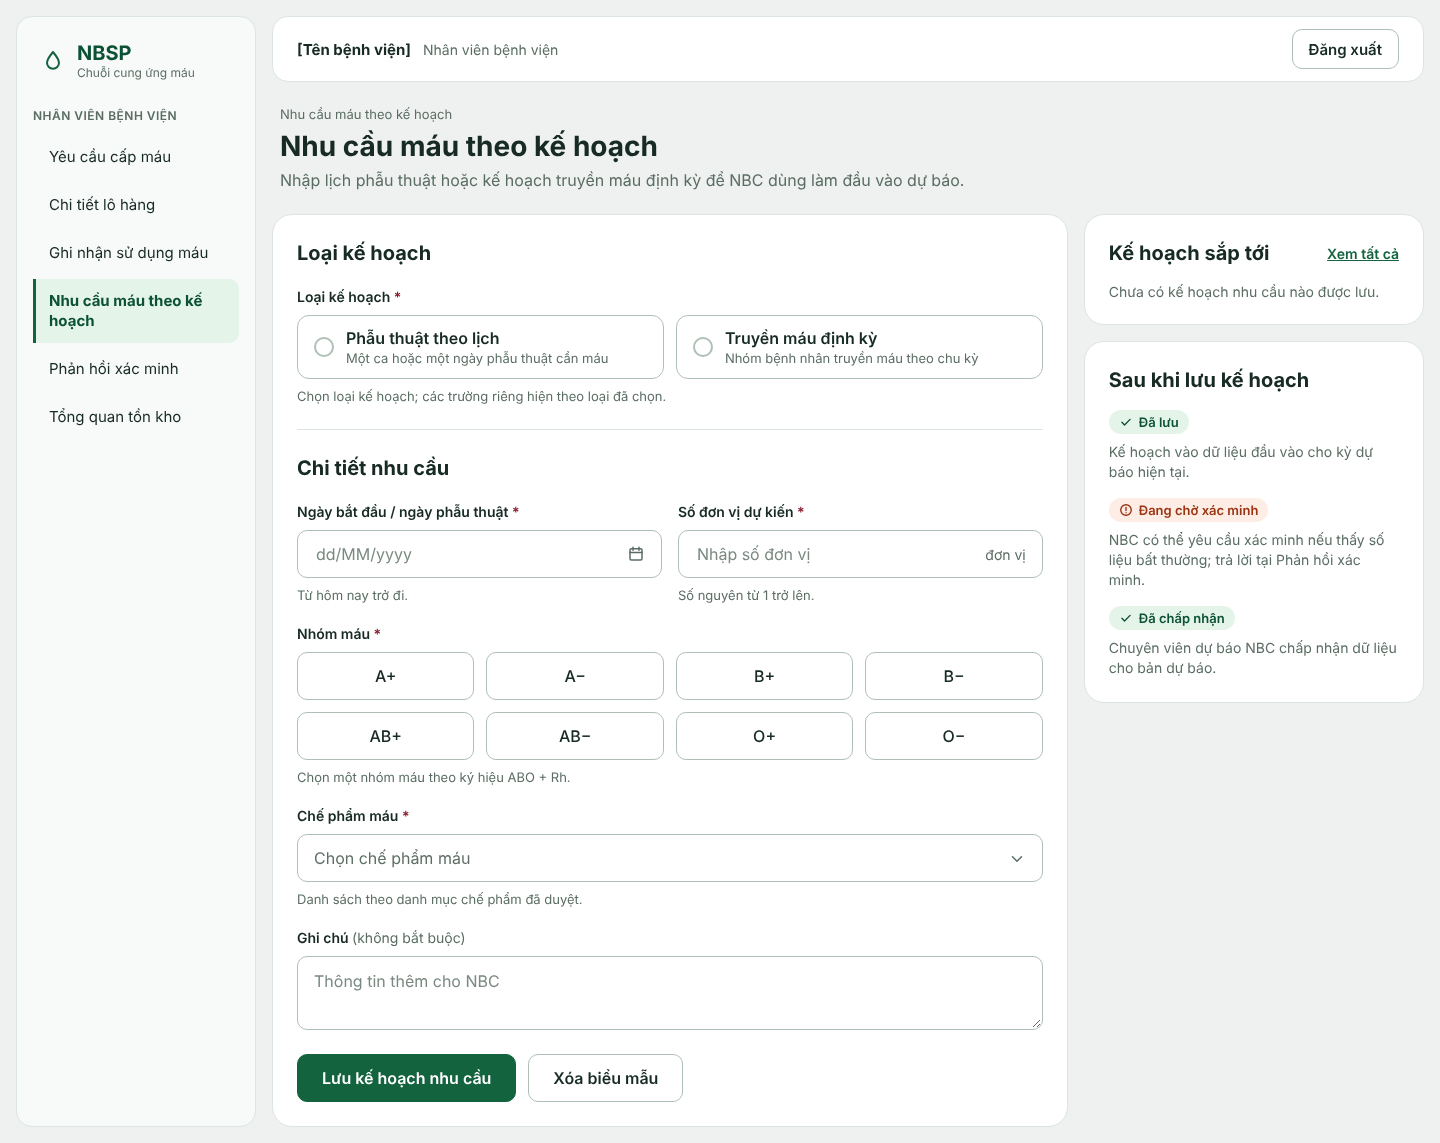 NBSP
Chuỗi cung ứng máu
NHÂN VIÊN BỆNH VIỆN
Yêu cầu cấp máu
Chi tiết lô hàng
Ghi nhận sử dụng máu
Nhu cầu máu theo kế
hoạch
Phản hồi xác minh
Tổng quan tồn kho
[Tên bệnh viện] Nhân viên bệnh viện
Đăng xuất
Nhu cầu máu theo kế hoạch
Nhu cầu máu theo kế hoạch
Nhập lịch phẫu thuật hoặc kế hoạch truyền máu định kỳ để NBC dùng làm đầu vào dự báo.
Loại kế hoạch
Loại kế hoạch *
Phẫu thuật theo lịch
Một ca hoặc một ngày phẫu thuật cần máu
Truyền máu định kỳ
Nhóm bệnh nhân truyền máu theo chu kỳ
Chọn loại kế hoạch; các trường riêng hiện theo loại đã chọn.
Chi tiết nhu cầu
Ngày bắt đầu / ngày phẫu thuật *
dd/MM/yyyy
Từ hôm nay trở đi.
Số đơn vị dự kiến *
Nhập số đơn vị đơn vị
Số nguyên từ 1 trở lên.
Nhóm máu *
A+ A− B+ B−
AB+ AB− O+ O−
Chọn một nhóm máu theo ký hiệu ABO + Rh.
Chế phẩm máu *
Chọn chế phẩm máu
Danh sách theo danh mục chế phẩm đã duyệt.
Ghi chú (không bắt buộc)
Thông tin thêm cho NBC
Lưu kế hoạch nhu cầu
Xóa biểu mẫu
Kế hoạch sắp tới
Xem tất cả
Chưa có kế hoạch nhu cầu nào được lưu.
Sau khi lưu kế hoạch
Đã lưu
Kế hoạch vào dữ liệu đầu vào cho kỳ dự
báo hiện tại.
Đang chờ xác minh
NBC có thể yêu cầu xác minh nếu thấy số
liệu bất thường; trả lời tại Phản hồi xác
minh.
Đã chấp nhận
Chuyên viên dự báo NBC chấp nhận dữ liệu
cho bản dự báo.